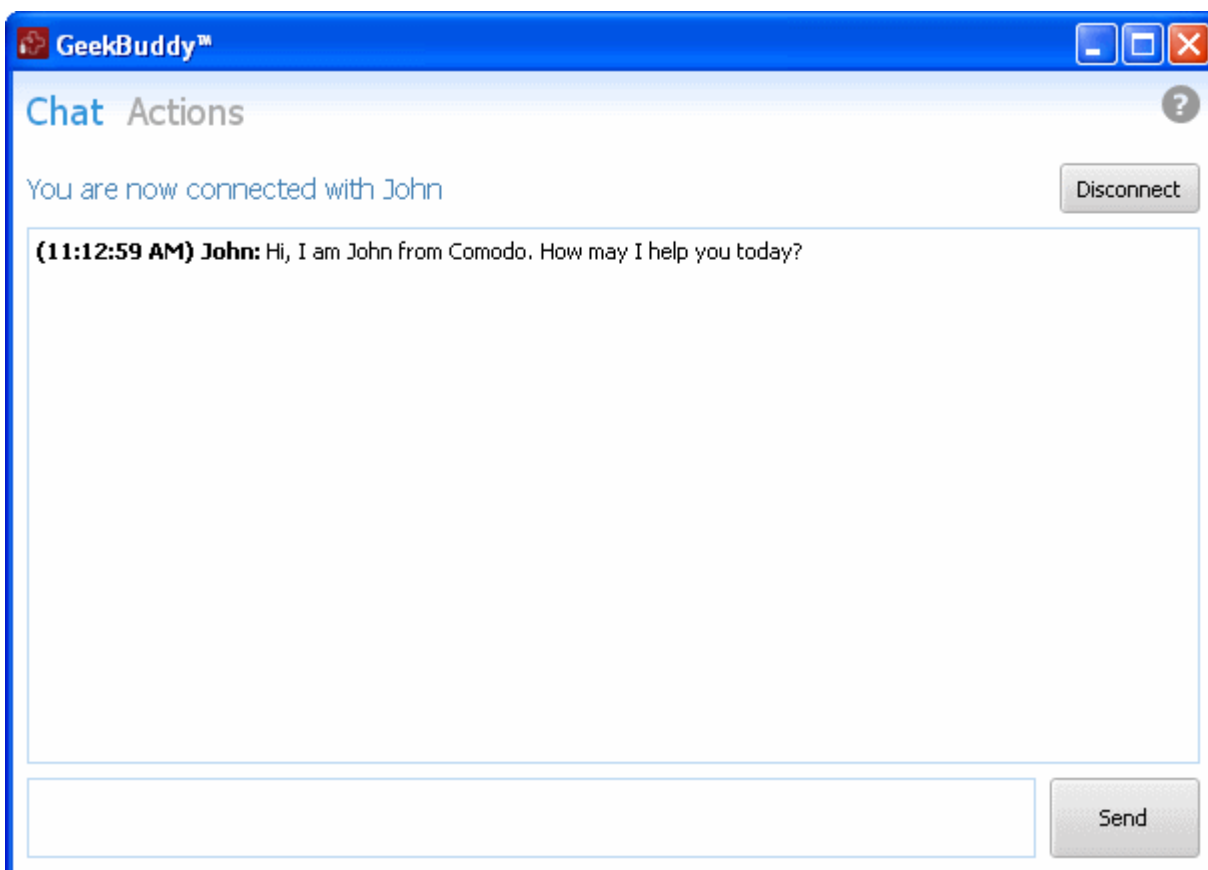 GeekBuddy™
Chat Actions
?
You are now connected with John
Disconnect
(11:12:59 AM) John: Hi, I am John from Comodo. How may I help you today?
Send